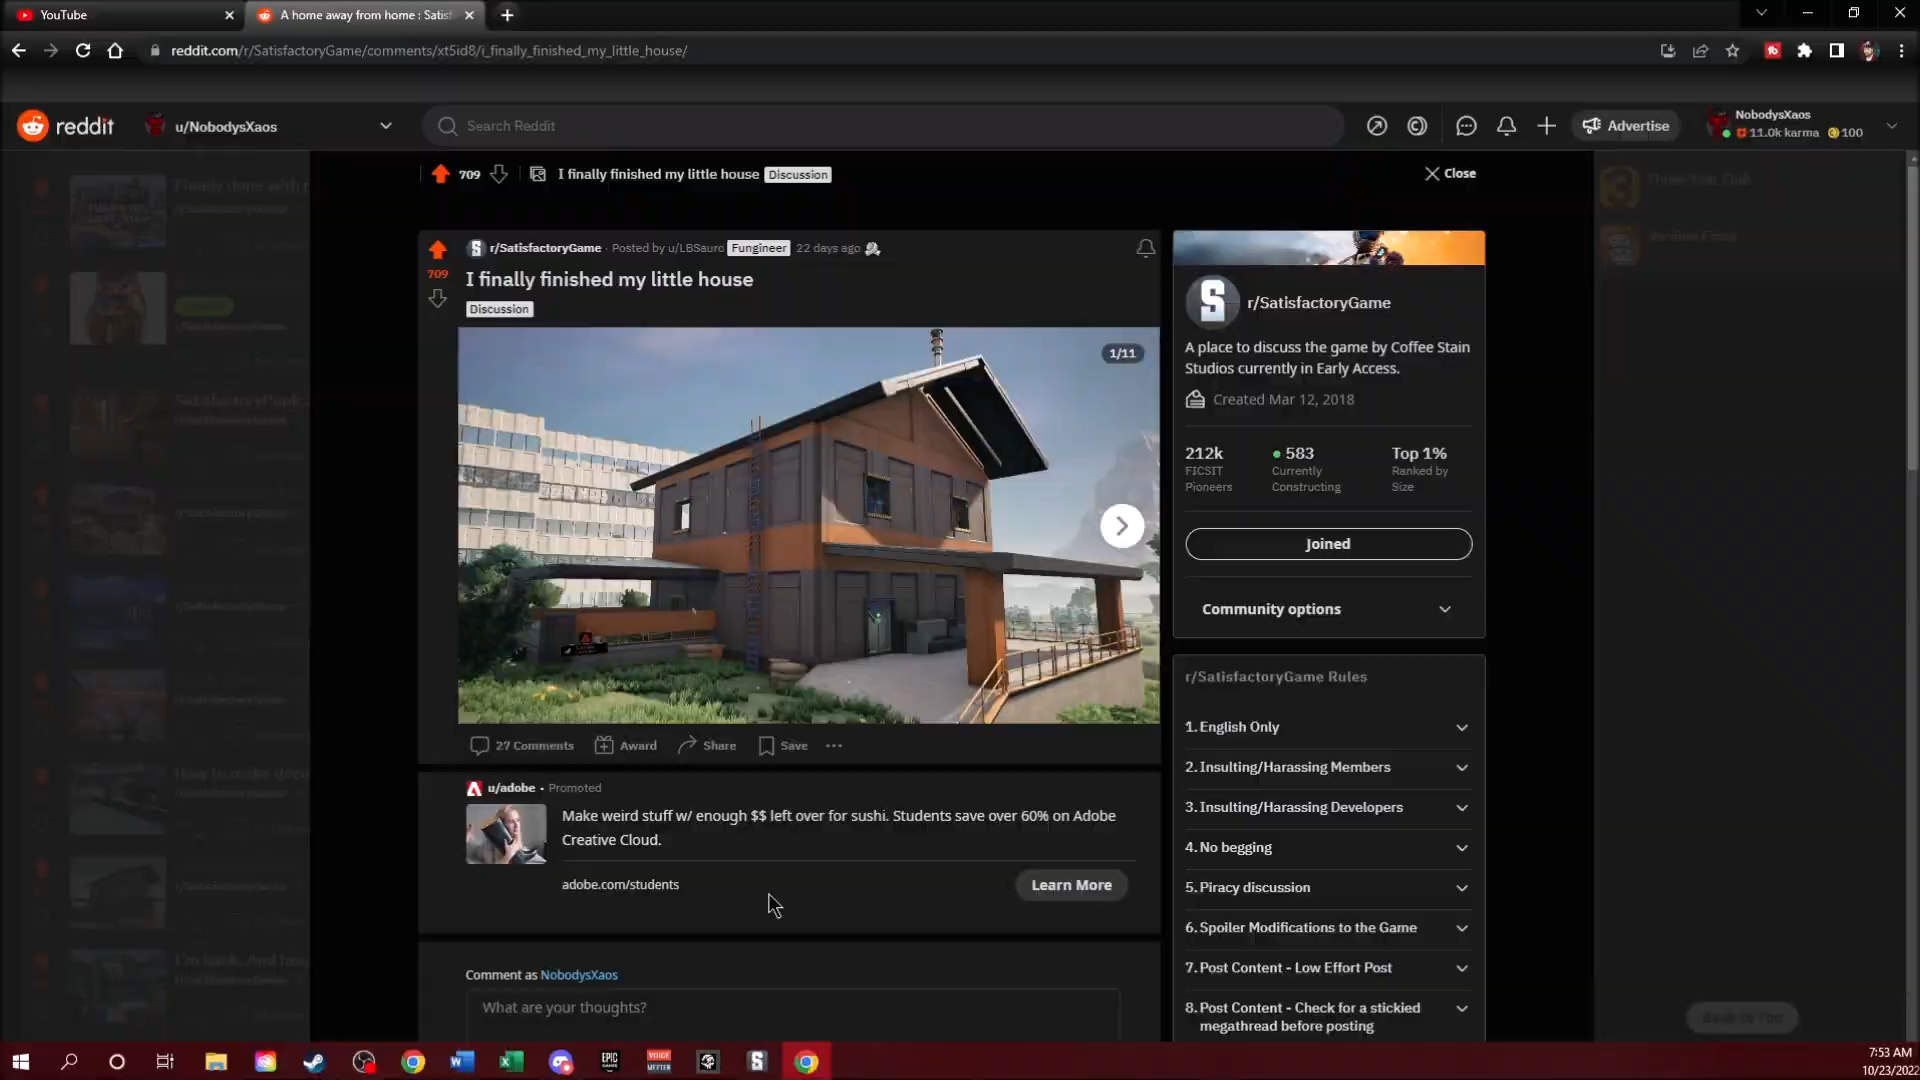 YouTube
A home away from home : Satisf
reddit.com/r/SatisfactoryGame/comments/xt5id8/i_finally_finished_my_little_house/
reddit
u/NobodysXaos
Search Reddit
Advertise
NobodysXaos
11.0k karma
100
709
I finally finished my little house
Discussion
Close
r/SatisfactoryGame · Posted by u/LBSauro Fungineer 22 days ago
709
I finally finished my little house
Discussion
1/11
27 Comments
Award
Share
Save
u/adobe · Promoted
Make weird stuff w/ enough $$ left over for sushi. Students save over 60% on Adobe
Creative Cloud.
adobe.com/students
Learn More
Comment as NobodysXaos
What are your thoughts?
r/SatisfactoryGame
A place to discuss the game by Coffee Stain
Studios currently in Early Access.
Created Mar 12, 2018
212k
FICSIT
Pioneers
583
Currently
Constructing
Top 1%
Ranked by
Size
Joined
Community options
r/SatisfactoryGame Rules
1. English Only
2. Insulting/Harassing Members
3. Insulting/Harassing Developers
4. No begging
5. Piracy discussion
6. Spoiler Modifications to the Game
7. Post Content - Low Effort Post
8. Post Content - Check for a stickied
megathread before posting
Back to Top
EPIC
GAMES
VOICE
MEETER
7:53 AM
10/23/2022